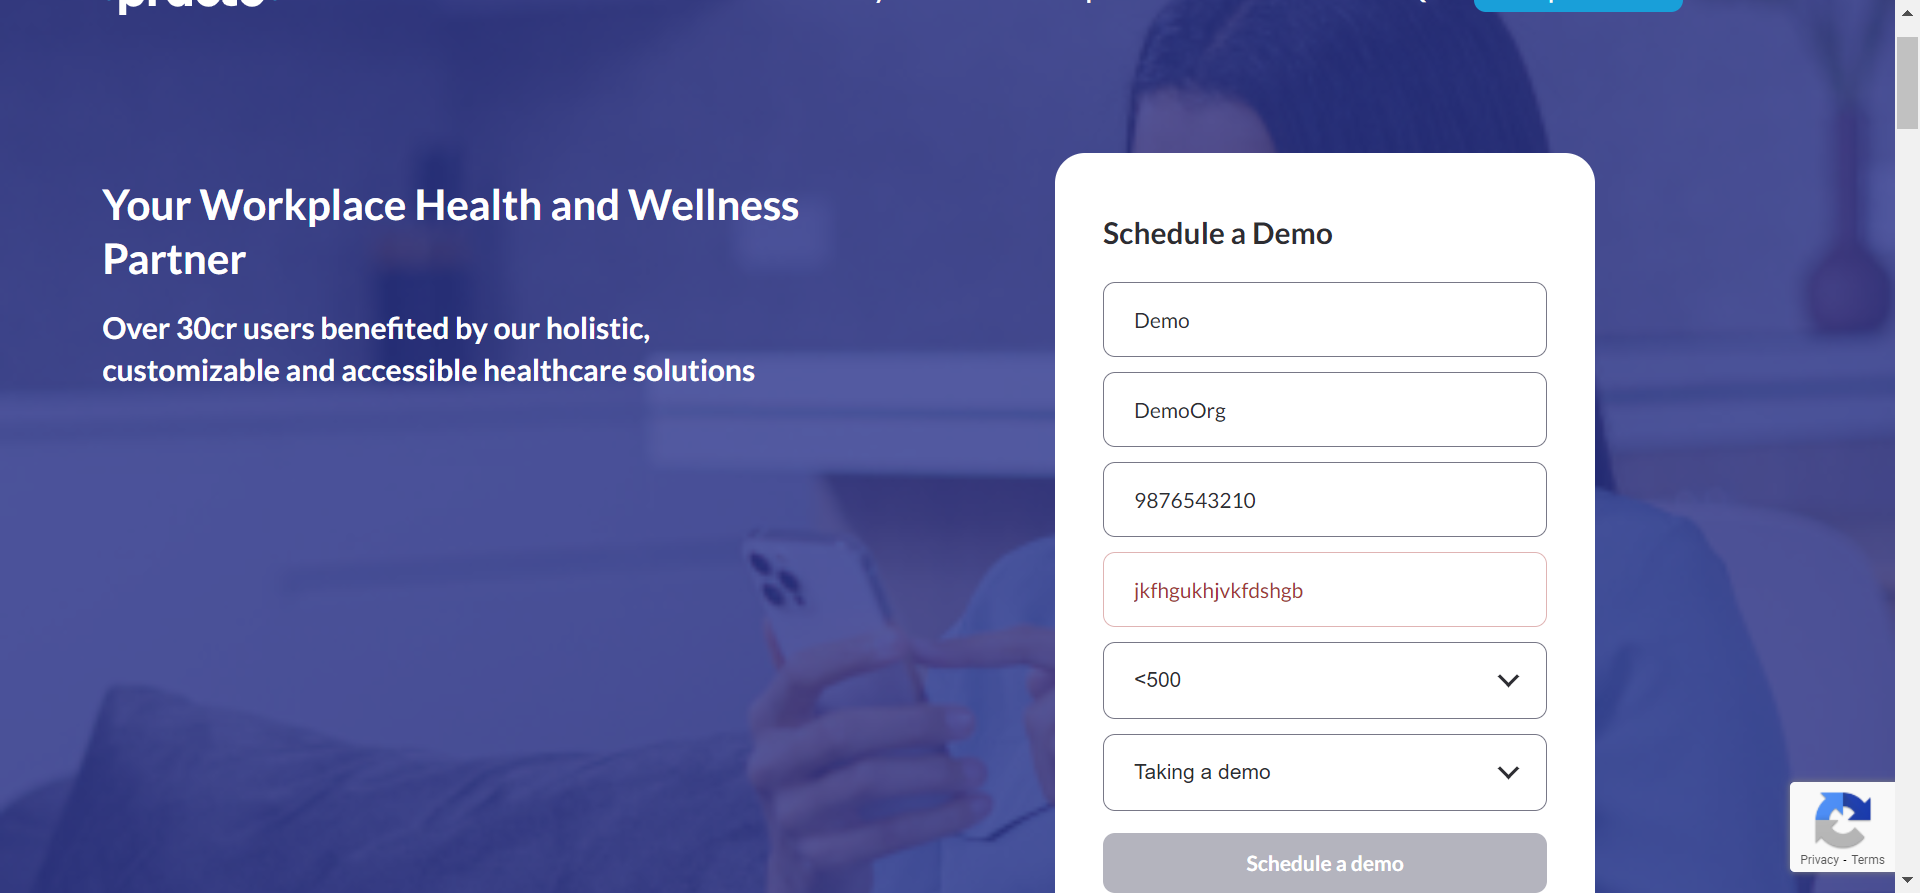 practo
Your Workplace Health and Wellness
Partner
Over 30cr users benefited by our holistic,
customizable and accessible healthcare solutions
Schedule a Demo
Demo
DemoOrg
9876543210
jkfhgukhjvkfdshgb
<500
Taking a demo
Schedule a demo
Privacy - Terms